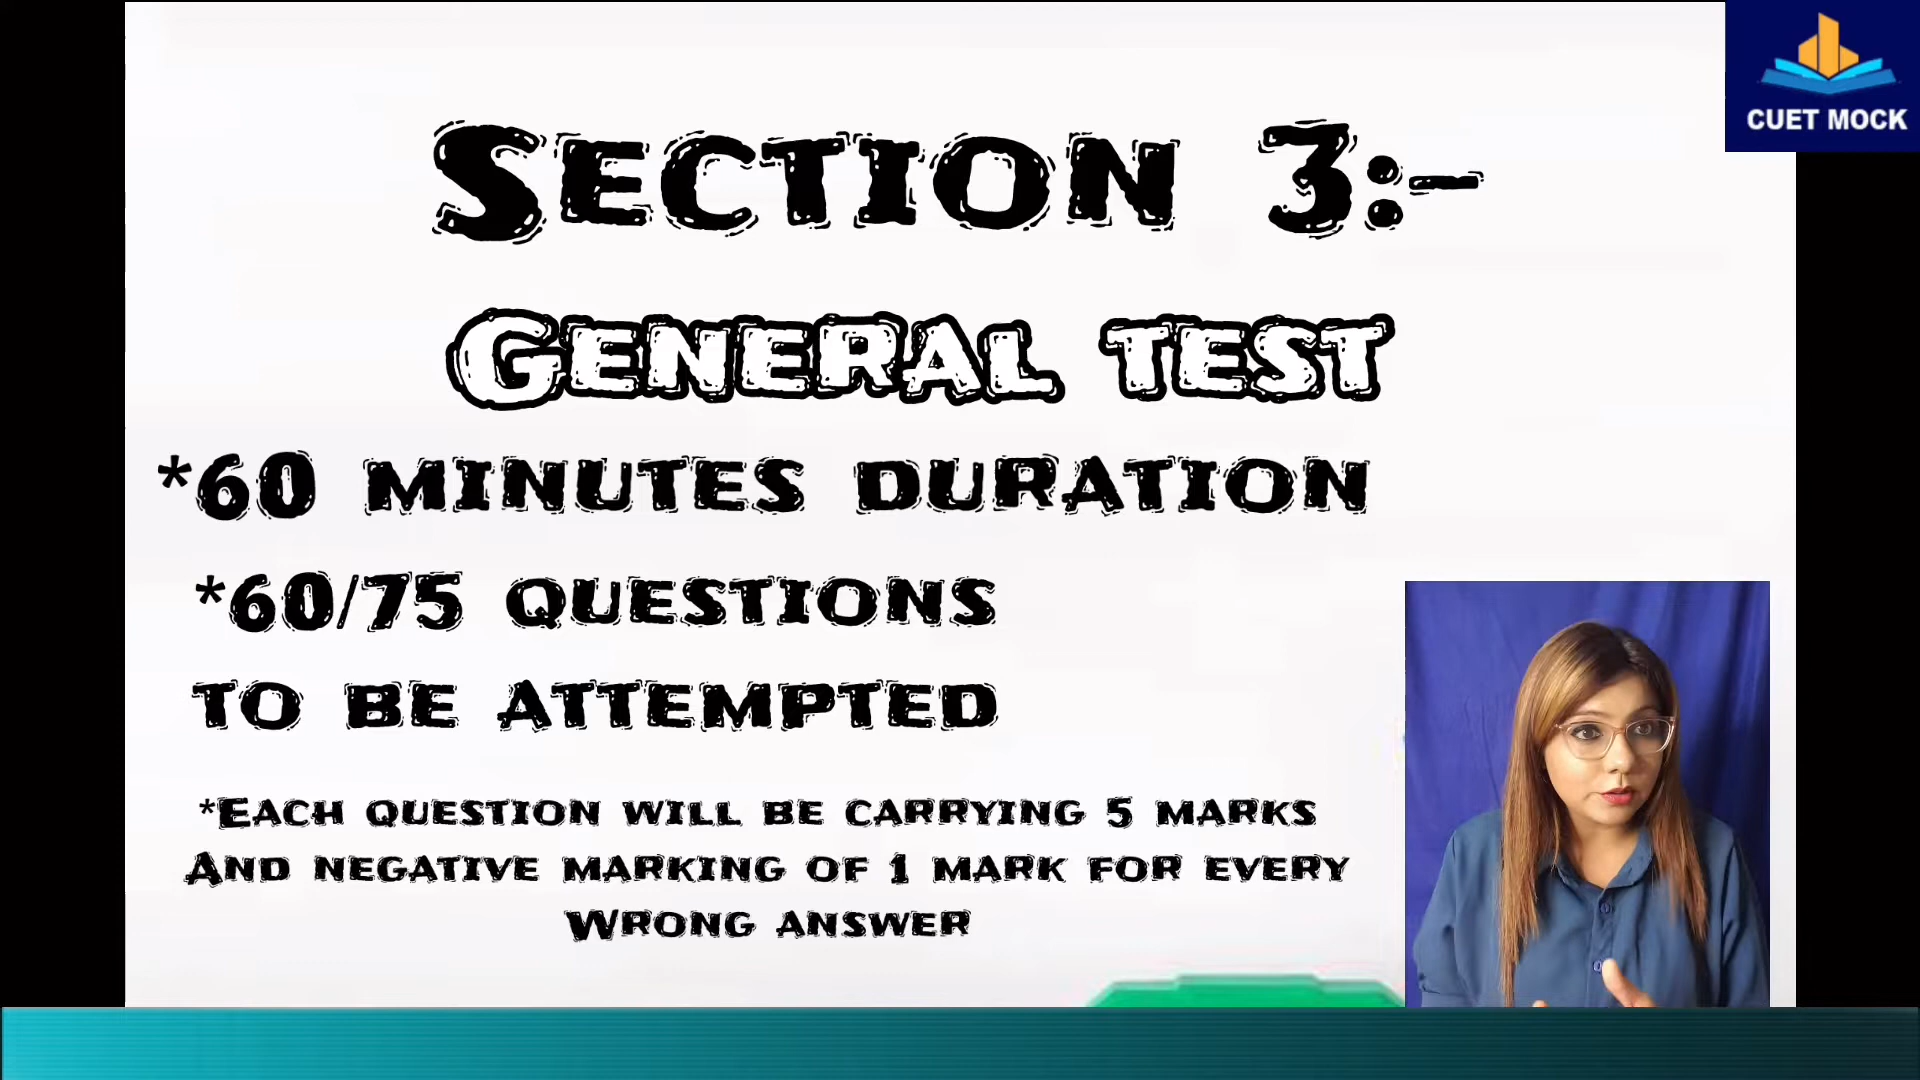 CUET MOCK
SECTION 3:-
GENERAL TEST
*60 MINUTES DURATION
*60/75 QUESTIONS
TO BE ATTEMPTED
*EACH QUESTION WILL BE CARRYING 5 MARKS
AND NEGATIVE MARKING OF 1 MARK FOR EVERY
WRONG ANSWER